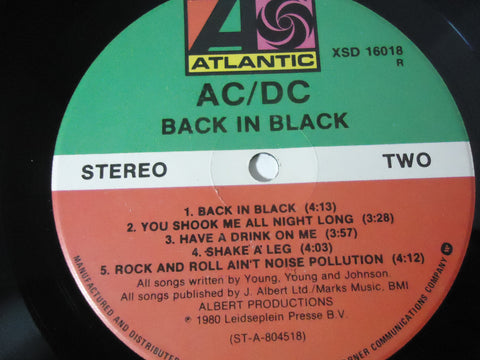 ATLANTIC
XSD 16018
R
AC/DC
BACK IN BLACK
STEREO
TWO
1. BACK IN BLACK (4:13)
2. YOU SHOOK ME ALL NIGHT LONG (3:28)
3. HAVE A DRINK ON ME (3:57)
4. SHAKE A LEG (4:03)
5. ROCK AND ROLL AIN'T NOISE POLLUTION (4:12)
All songs written by Young, Young and Johnson.
All songs published by J. Albert Ltd./Marks Music, BMI
ALBERT PRODUCTIONS
℗ 1980 Leidseplein Presse B.V.
(ST-A-804518)
MANUFACTURED AND DISTRIBUTED
RNER COMMUNICATIONS COMPANY